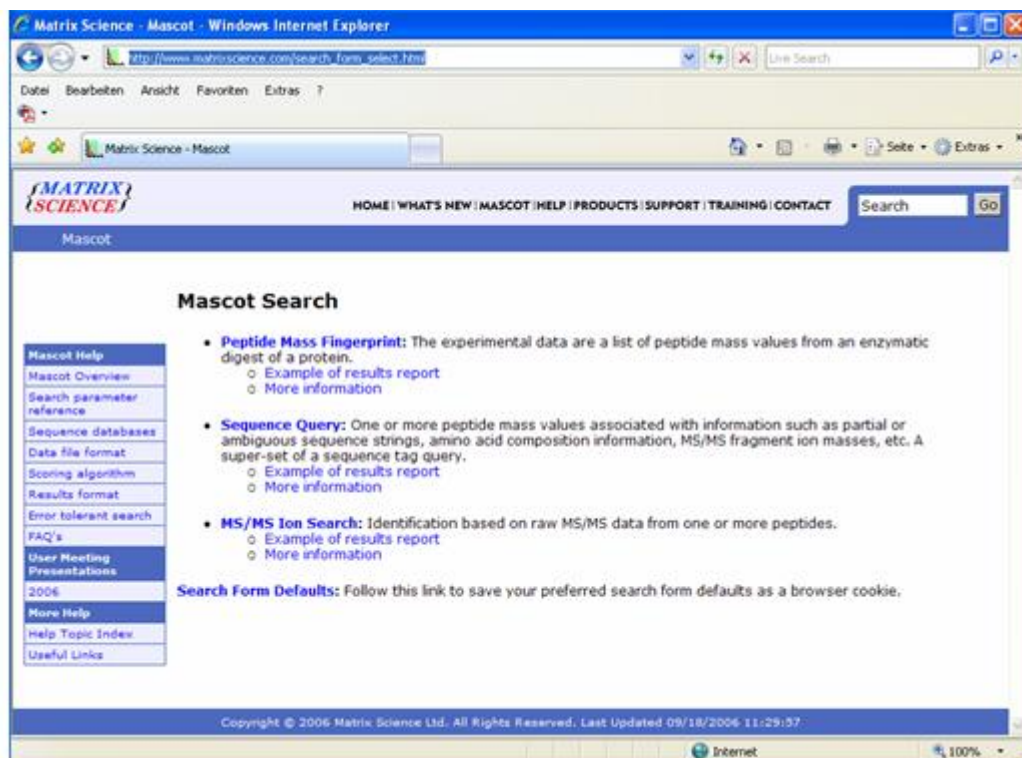 Matrix Science - Mascot - Windows Internet Explorer
http://www.matrixscience.com/search_form_select.html
Live Search
Datei Bearbeiten Ansicht Favoriten Extras ?
Matrix Science - Mascot
Seite
Extras
{MATRIX}
{SCIENCE}
HOME | WHAT'S NEW | MASCOT | HELP | PRODUCTS | SUPPORT | TRAINING | CONTACT
Search
Go
Mascot
Mascot Search
Mascot Help
Mascot Overview
Search parameter
reference
Sequence databases
Data file format
Scoring algorithm
Results format
Error tolerant search
FAQ's
User Meeting
Presentations
2006
More Help
Help Topic Index
Useful Links
• Peptide Mass Fingerprint: The experimental data are a list of peptide mass values from an enzymatic
digest of a protein.
o Example of results report
o More information
• Sequence Query: One or more peptide mass values associated with information such as partial or
ambiguous sequence strings, amino acid composition information, MS/MS fragment ion masses, etc. A
super-set of a sequence tag query.
o Example of results report
o More information
• MS/MS Ion Search: Identification based on raw MS/MS data from one or more peptides.
o Example of results report
o More information
Search Form Defaults: Follow this link to save your preferred search form defaults as a browser cookie.
Copyright © 2006 Matrix Science Ltd. All Rights Reserved. Last Updated 09/18/2006 11:29:57
Internet
100%